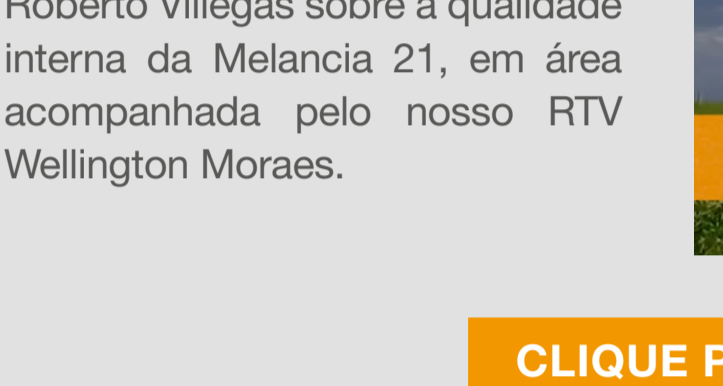 Roberto Villegas sobre a qualidade
interna da Melancia 21, em área
acompanhada pelo nosso RTV
Wellington Moraes.
CLIQUE P